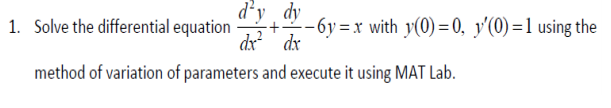 1. Solve the differential equation d²y/dx² + dy/dx − 6y = x with y(0) = 0, y′(0) = 1 using the
method of variation of parameters and execute it using MAT Lab.